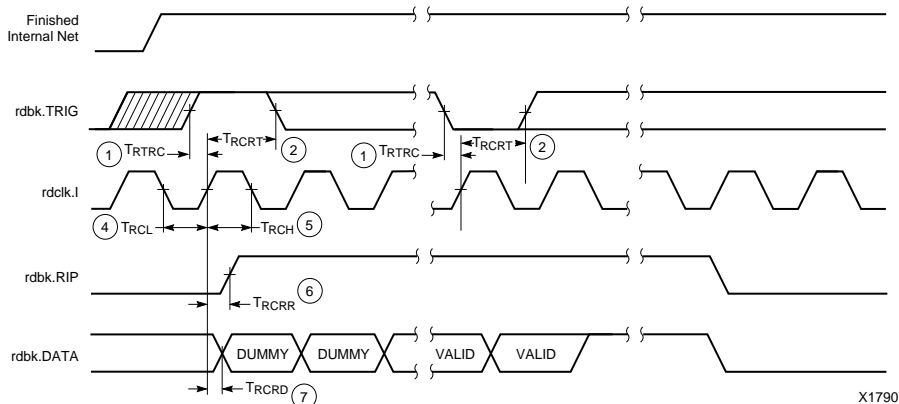 Finished
Internal Net
rdbk.TRIG
1 TRTRC
TRCRT 2
1 TRTRC
TRCRT 2
rdclk.I
4 TRCL
TRCH 5
rdbk.RIP
TRCRR 6
rdbk.DATA
DUMMY DUMMY VALID VALID
TRCRD 7
X1790